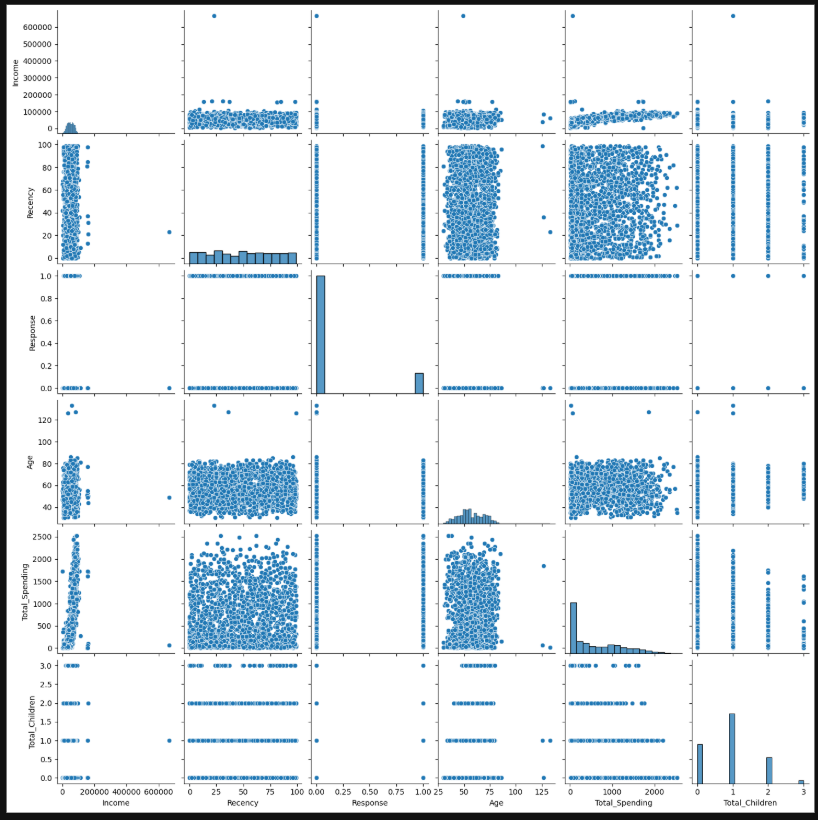 600000
500000
400000
300000
200000
100000
0
Income
100
80
60
40
20
0
Recency
1.0
0.8
0.6
0.4
0.2
0.0
Response
120
100
80
60
40
Age
2500
2000
1500
1000
500
0
Total_Spending
3.0
2.5
2.0
1.5
1.0
0.5
0.0
Total_Children
0 200000 400000 600000
0 25 50 75 100
0.00 0.25 0.50 0.75 1.00
25 50 75 100 125
0 1000 2000
0 1 2 3
Income Recency Response Age Total_Spending Total_Children